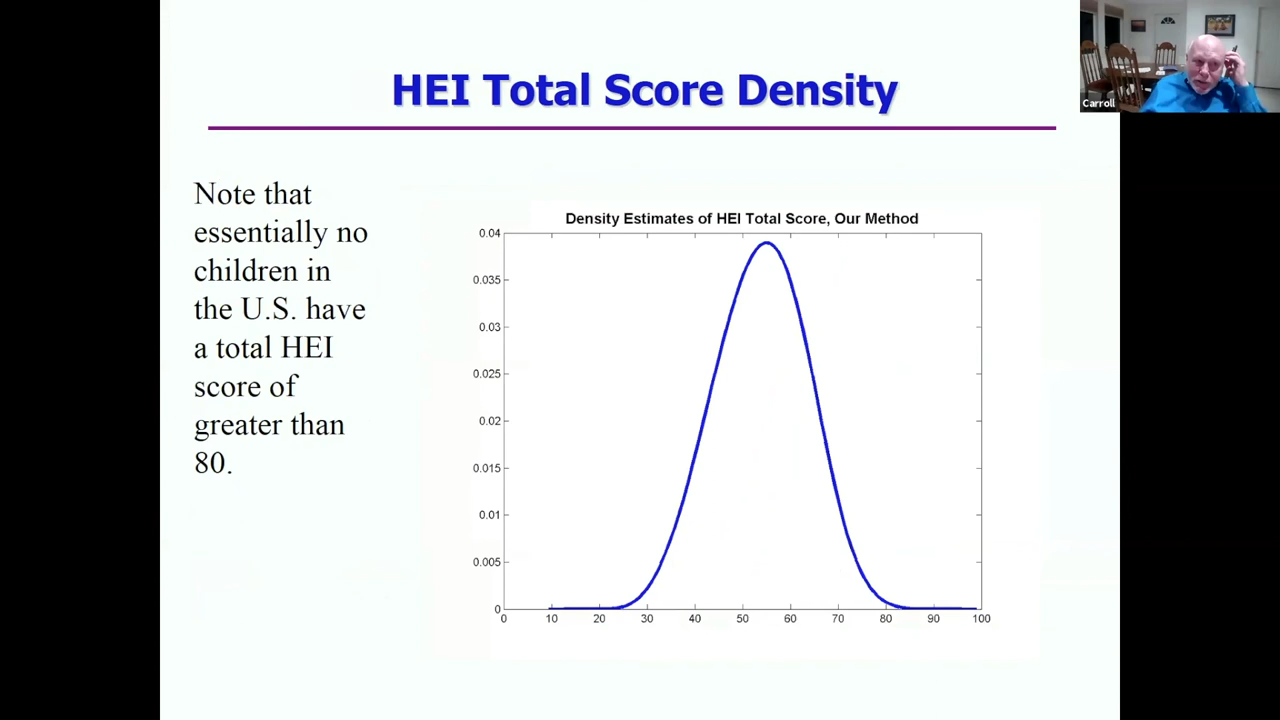 HEI Total Score Density
Carroll
Note that
essentially no
children in
the U.S. have
a total HEI
score of
greater than
80.
Density Estimates of HEI Total Score, Our Method
0.04
0.035
0.03
0.025
0.02
0.015
0.01
0.005
0
0 10 20 30 40 50 60 70 80 90 100